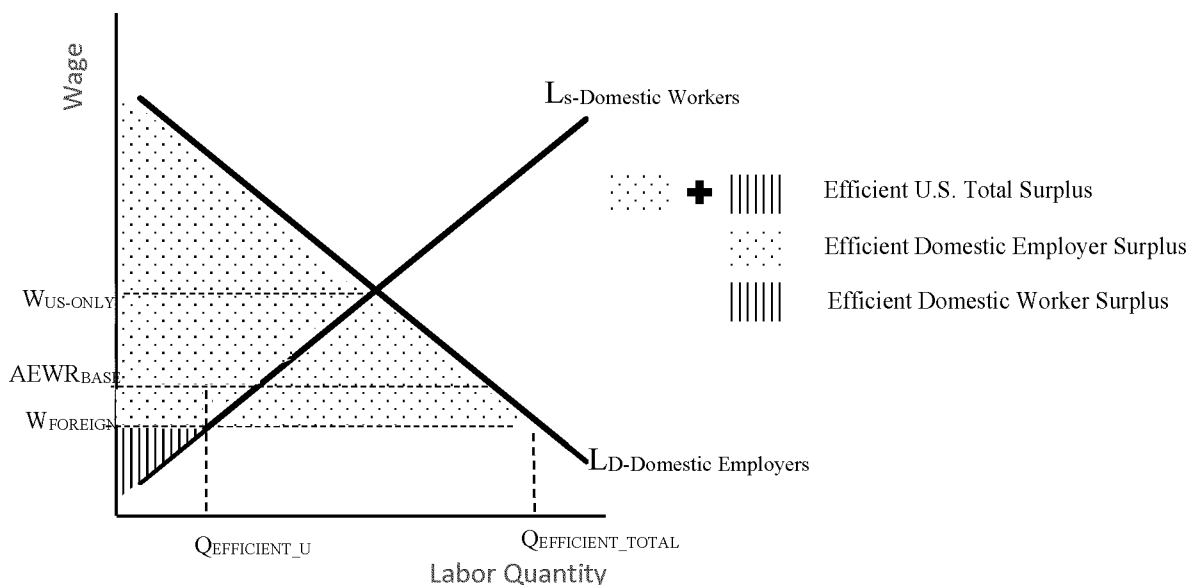 Wage
Ls-Domestic Workers
Efficient U.S. Total Surplus
Efficient Domestic Employer Surplus
Efficient Domestic Worker Surplus
WUS-ONLY
AEWRBASE
WFOREIGN
LD-Domestic Employers
QEFFICIENT_U
QEFFICIENT_TOTAL
Labor Quantity